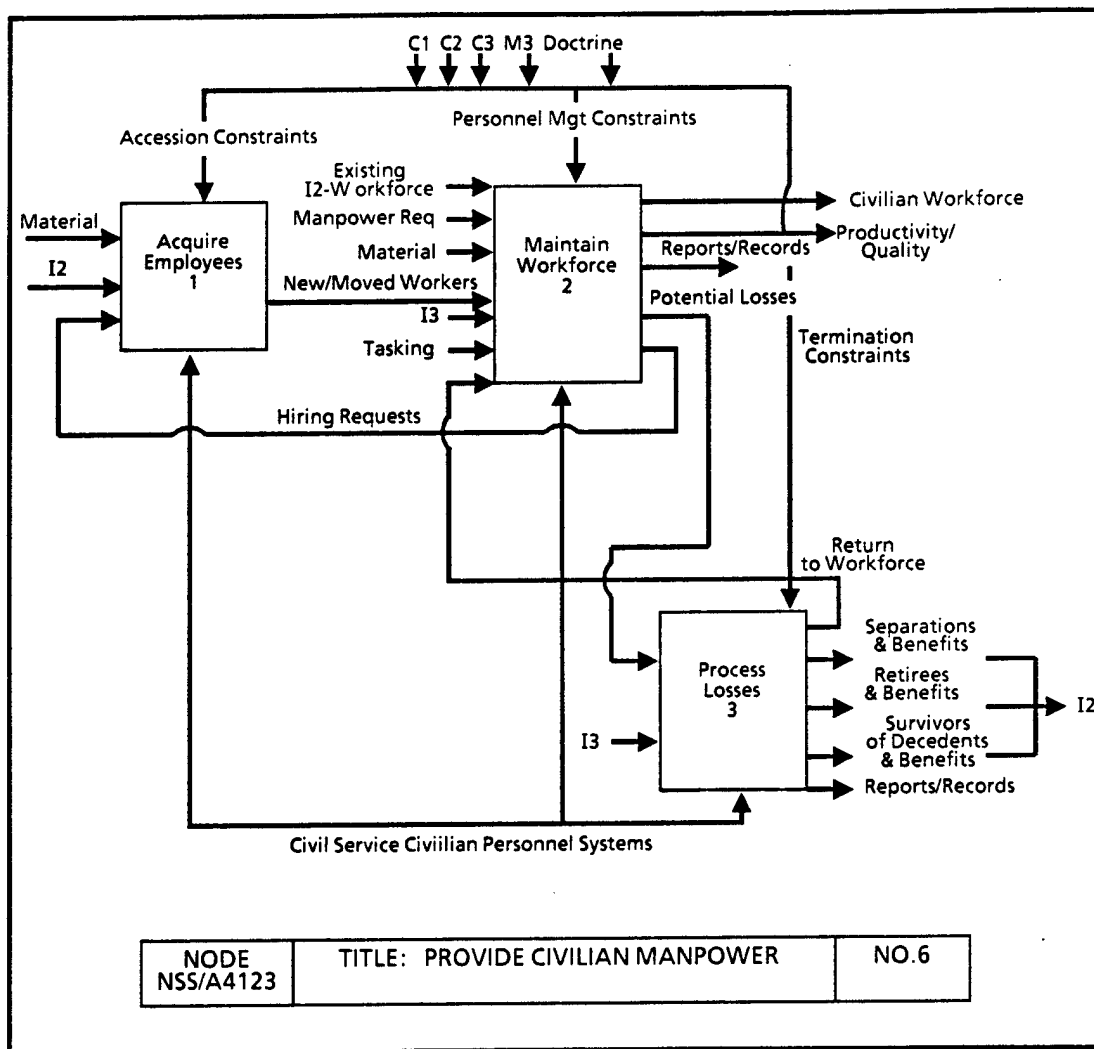 C1 C2 C3 M3 Doctrine
Accession Constraints
Personnel Mgt Constraints
Existing
I2-W orkforce
Manpower Req
Material
Material
I2
Acquire
Employees
1
New/Moved Workers
I3
Tasking
Maintain
Workforce
2
Civilian Workforce
Productivity/
Quality
Reports/Records
Potential Losses
Termination
Constraints
Hiring Requests
Return
to Workforce
Process
Losses
3
I3
Separations
& Benefits
Retirees
& Benefits
Survivors
of Decedents
& Benefits
I2
Reports/Records
Civil Service Civiilian Personnel Systems
NODE
NSS/A4123
TITLE: PROVIDE CIVILIAN MANPOWER
NO.6